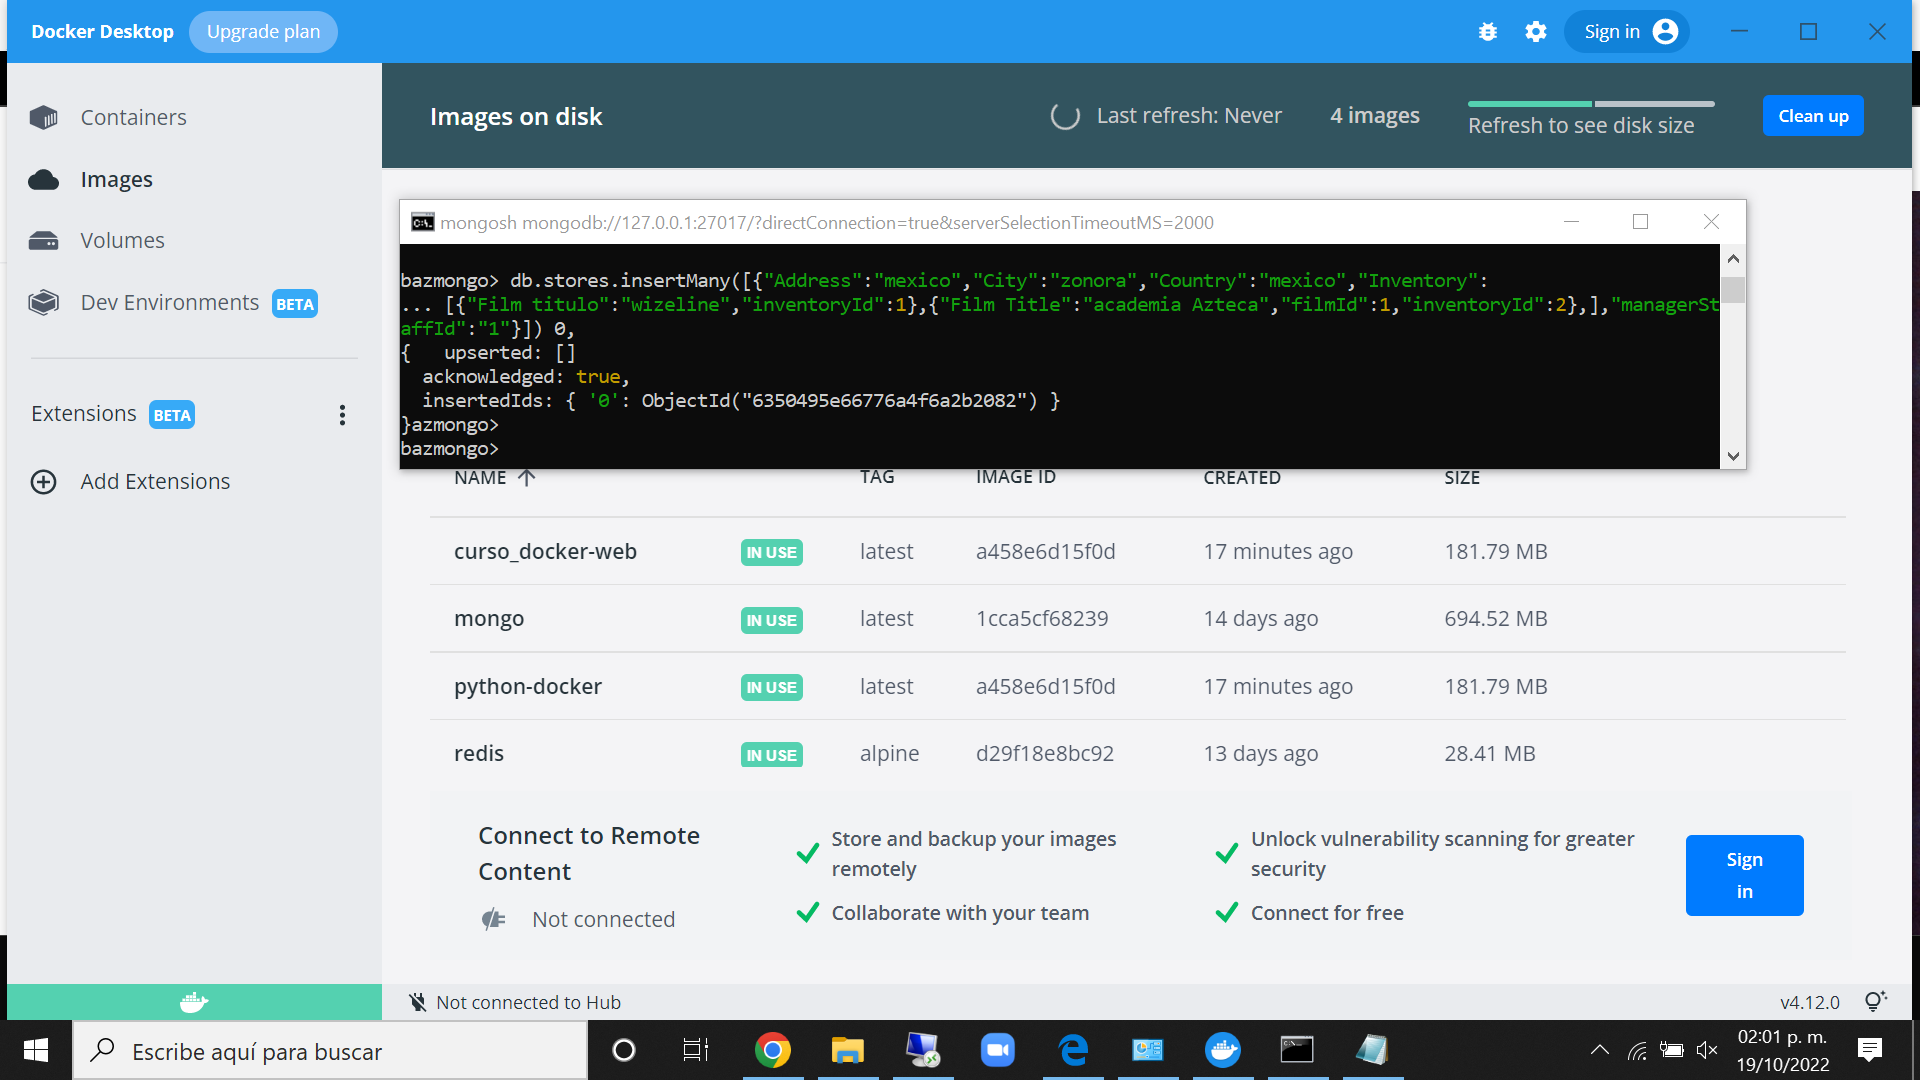 Docker Desktop
Upgrade plan
Sign in
Containers
Images
Volumes
Dev Environments
BETA
Extensions
BETA
Add Extensions
Images on disk
Last refresh: Never
4 images
Refresh to see disk size
Clean up
mongosh mongodb://127.0.0.1:27017/?directConnection=true&serverSelectionTimeoutMS=2000
bazmongo> db.stores.insertMany([{"Address":"mexico","City":"zonora","Country":"mexico","Inventory":
... [{"Film titulo":"wizeline","inventoryId":1},{"Film Title":"academia Azteca","filmId":1,"inventoryId":2},],"managerSt
affId":"1"}]) 0,
{   upserted: []
  acknowledged: true,
  insertedIds: { '0': ObjectId("6350495e66776a4f6a2b2082") }
}azmongo>
bazmongo>
NAME TAG IMAGE ID CREATED SIZE
curso_docker-web IN USE latest a458e6d15f0d 17 minutes ago 181.79 MB
mongo IN USE latest 1cca5cf68239 14 days ago 694.52 MB
python-docker IN USE latest a458e6d15f0d 17 minutes ago 181.79 MB
redis IN USE alpine d29f18e8bc92 13 days ago 28.41 MB
Connect to Remote
Content
Not connected
Store and backup your images
remotely
Collaborate with your team
Unlock vulnerability scanning for greater
security
Connect for free
Sign
in
Not connected to Hub
v4.12.0
Escribe aquí para buscar
02:01 p. m.
19/10/2022